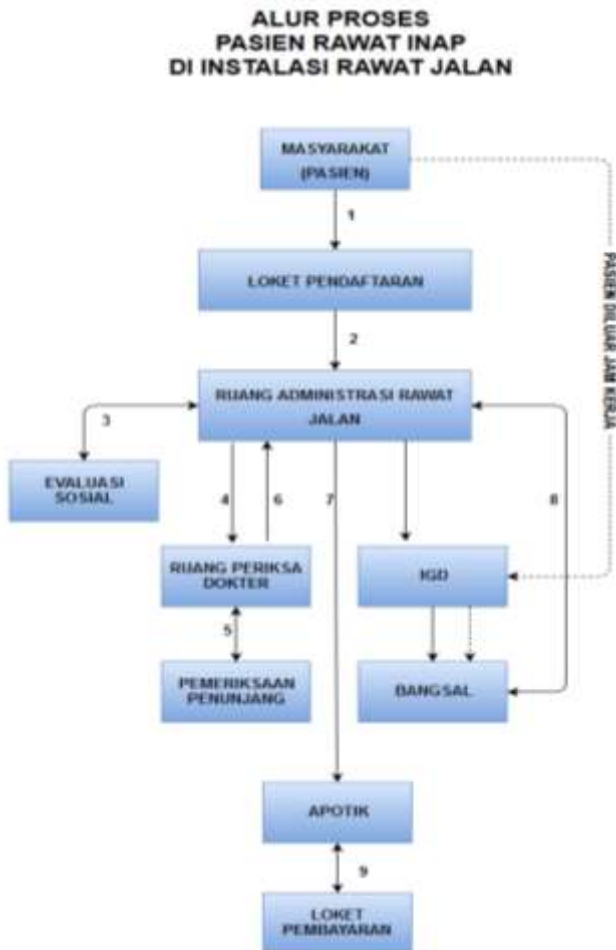 ALUR PROSES
PASIEN RAWAT INAP
DI INSTALASI RAWAT JALAN
MASYARAKAT
(PASIEN)
1
LOKET PENDAFTARAN
PASIEN DILUAR JAM KERJA
2
RUANG ADMINISTRASI RAWAT
JALAN
3
EVALUASI
SOSIAL
4
6
7
8
RUANG PERIKSA
DOKTER
IGD
5
PEMERIKSAAN
PENUNJANG
BANGSAL
APOTIK
9
LOKET
PEMBAYARAN